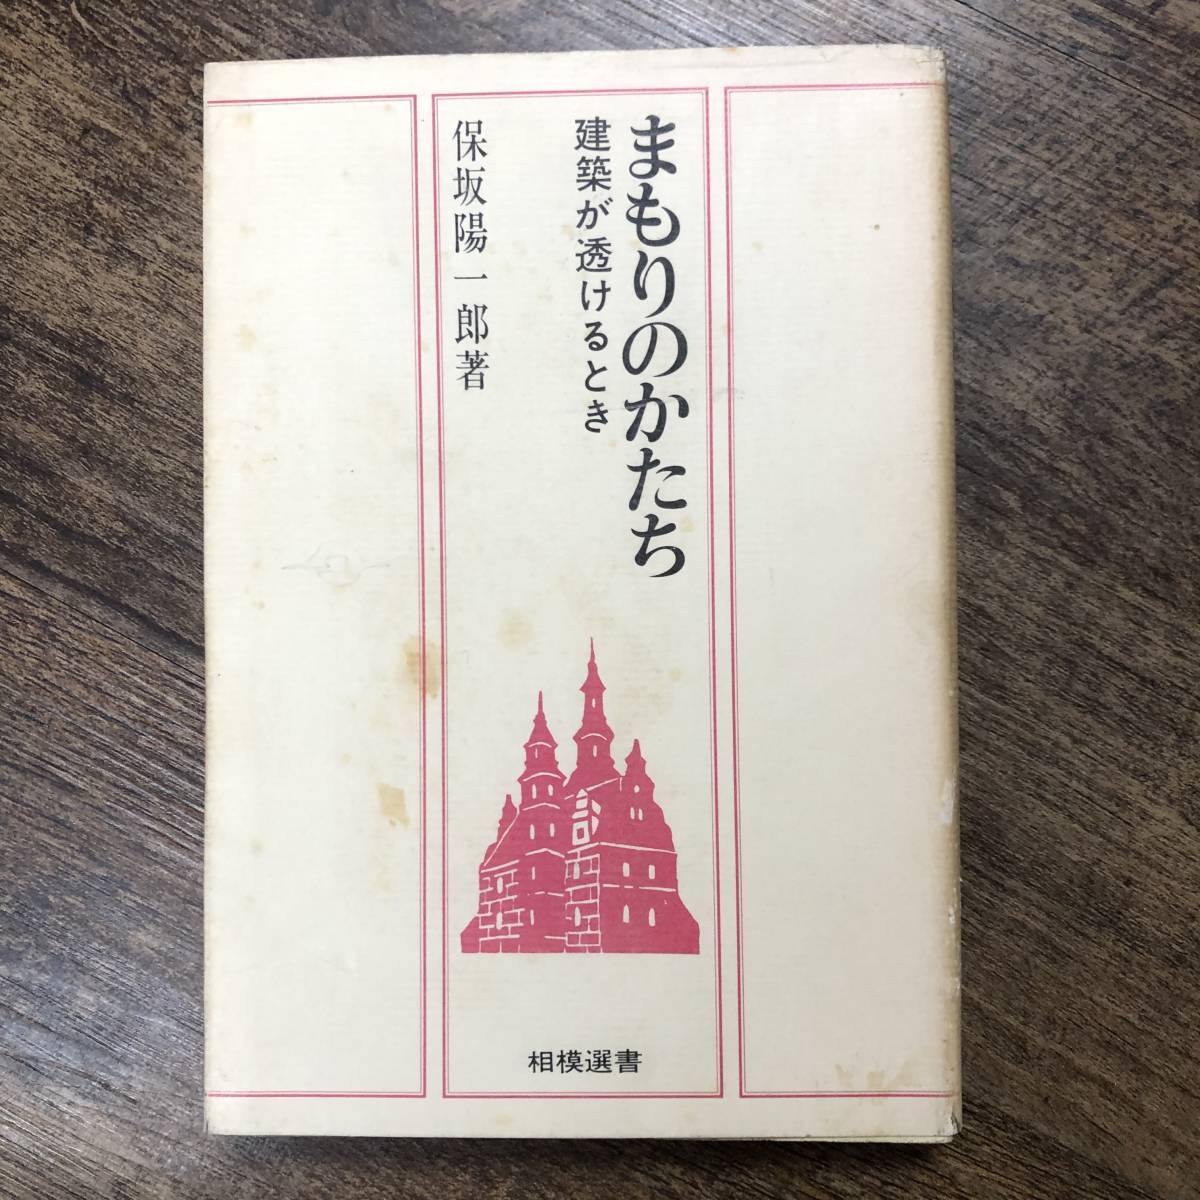 まもりのかたち
建築が透けるとき
保坂陽一郎著
相模選書